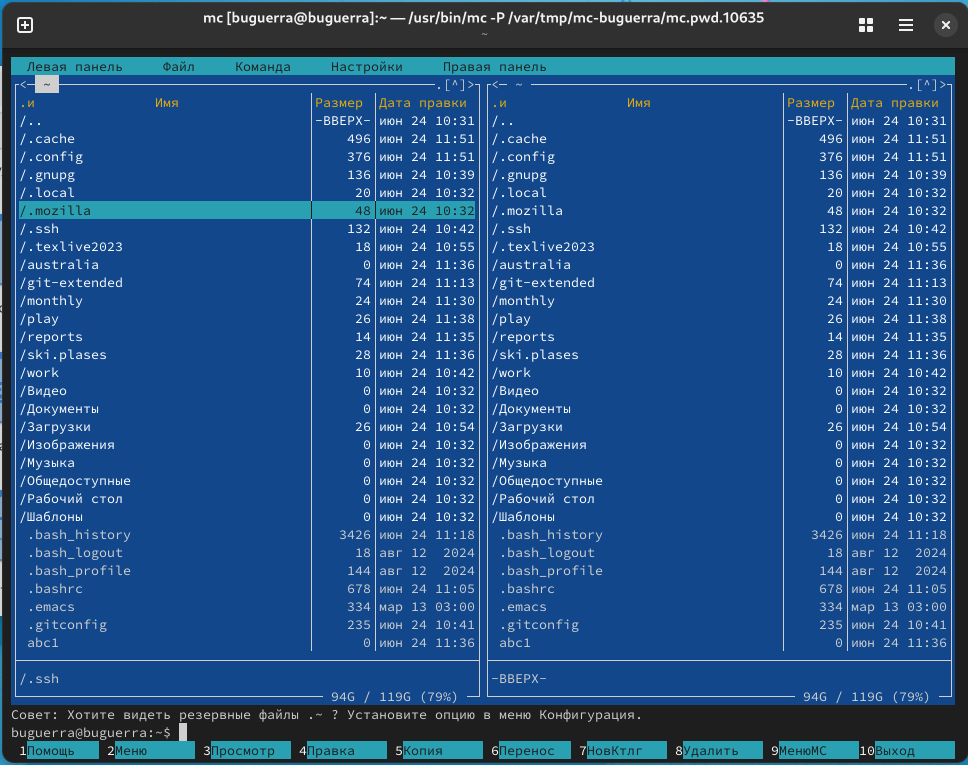 mc [buguerra@buguerra]:~ — /usr/bin/mc -P /var/tmp/mc-buguerra/mc.pwd.10635
~
Левая панель Файл Команда Настройки Правая панель
<─ ~ .[^]> <─ ~ .[^]>
.и Имя Размер Дата правки .и Имя Размер Дата правки
/.. -ВВЕРХ- июн 24 10:31 /.. -ВВЕРХ- июн 24 10:31
/.cache 496 июн 24 11:51 /.cache 496 июн 24 11:51
/.config 376 июн 24 11:51 /.config 376 июн 24 11:51
/.gnupg 136 июн 24 10:39 /.gnupg 136 июн 24 10:39
/.local 20 июн 24 10:32 /.local 20 июн 24 10:32
/.mozilla 48 июн 24 10:32 /.mozilla 48 июн 24 10:32
/.ssh 132 июн 24 10:42 /.ssh 132 июн 24 10:42
/.texlive2023 18 июн 24 10:55 /.texlive2023 18 июн 24 10:55
/australia 0 июн 24 11:36 /australia 0 июн 24 11:36
/git-extended 74 июн 24 11:13 /git-extended 74 июн 24 11:13
/monthly 24 июн 24 11:30 /monthly 24 июн 24 11:30
/play 26 июн 24 11:38 /play 26 июн 24 11:38
/reports 14 июн 24 11:35 /reports 14 июн 24 11:35
/ski.plases 28 июн 24 11:36 /ski.plases 28 июн 24 11:36
/work 10 июн 24 10:42 /work 10 июн 24 10:42
/Видео 0 июн 24 10:32 /Видео 0 июн 24 10:32
/Документы 0 июн 24 10:32 /Документы 0 июн 24 10:32
/Загрузки 26 июн 24 10:54 /Загрузки 26 июн 24 10:54
/Изображения 0 июн 24 10:32 /Изображения 0 июн 24 10:32
/Музыка 0 июн 24 10:32 /Музыка 0 июн 24 10:32
/Общедоступные 0 июн 24 10:32 /Общедоступные 0 июн 24 10:32
/Рабочий стол 0 июн 24 10:32 /Рабочий стол 0 июн 24 10:32
/Шаблоны 0 июн 24 10:32 /Шаблоны 0 июн 24 10:32
.bash_history 3426 июн 24 11:18 .bash_history 3426 июн 24 11:18
.bash_logout 18 авг 12 2024 .bash_logout 18 авг 12 2024
.bash_profile 144 авг 12 2024 .bash_profile 144 авг 12 2024
.bashrc 678 июн 24 11:05 .bashrc 678 июн 24 11:05
.emacs 334 мар 13 03:00 .emacs 334 мар 13 03:00
.gitconfig 235 июн 24 10:41 .gitconfig 235 июн 24 10:41
abc1 0 июн 24 11:36 abc1 0 июн 24 11:36
/.ssh -ВВЕРХ-
94G / 119G (79%) 94G / 119G (79%)
Совет: Хотите видеть резервные файлы .~ ? Установите опцию в меню Конфигурация.
buguerra@buguerra:~$
1Помощь 2Меню 3Просмотр 4Правка 5Копия 6Перенос 7НовКтлг 8Удалить 9МенюМС 10Выход